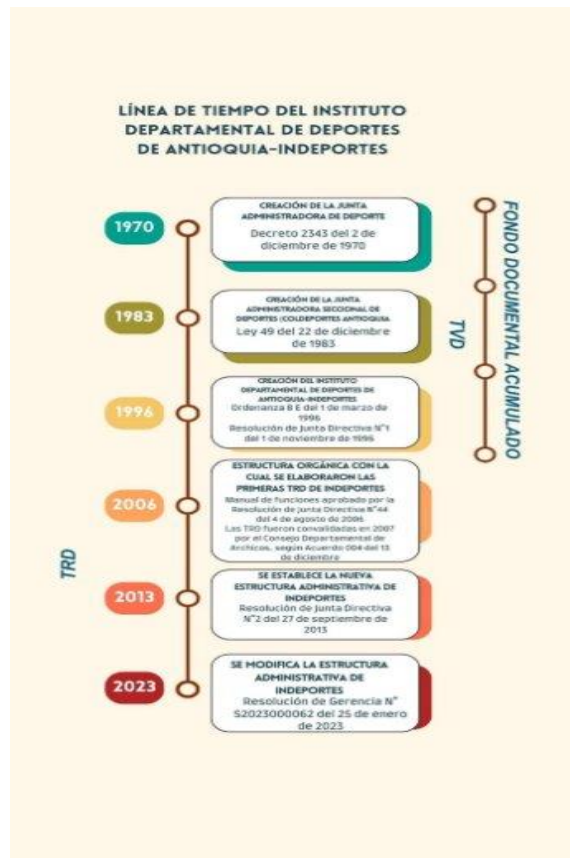 LÍNEA DE TIEMPO DEL INSTITUTO
DEPARTAMENTAL DE DEPORTES
DE ANTIOQUIA-INDEPORTES
1970
CREACIÓN DE LA JUNTA
ADMINISTRADORA DE DEPORTE
Decreto 2343 del 2 de
diciembre de 1970
1983
CREACIÓN DE LA JUNTA
ADMINISTRADORA SECCIONAL DE
DEPORTES (COLDEPORTES ANTIOQUIA
Ley 49 del 22 de diciembre
de 1983
1996
CREACIÓN DEL INSTITUTO
DEPARTAMENTAL DE DEPORTES DE
ANTIOQUIA-INDEPORTES
Ordenanza 8 E del 1 de marzo de
1996
Resolución de Junta Directiva N°1
del 1 de noviembre de 1996
2006
ESTRUCTURA ORGÁNICA CON LA
CUAL SE ELABORARON LAS
PRIMERAS TRD DE INDEPORTES
Manual de funciones aprobado por la
Resolución de Junta Directiva N°44
del 4 de agosto de 2006
Las TRD fueron convalidadas en 2007
por el Consejo Departamental de
Archivos, según Acuerdo 004 del 13
de diciembre
2013
SE ESTABLECE LA NUEVA
ESTRUCTURA ADMINISTRATIVA DE
INDEPORTES
Resolución de Junta Directiva
N°2 del 27 de septiembre de
2013
2023
SE MODIFICA LA ESTRUCTURA
ADMINISTRATIVA DE
INDEPORTES
Resolución de Gerencia N°
S2023000062 del 25 de enero
de 2023
TRD
TVD
FONDO DOCUMENTAL ACUMULADO